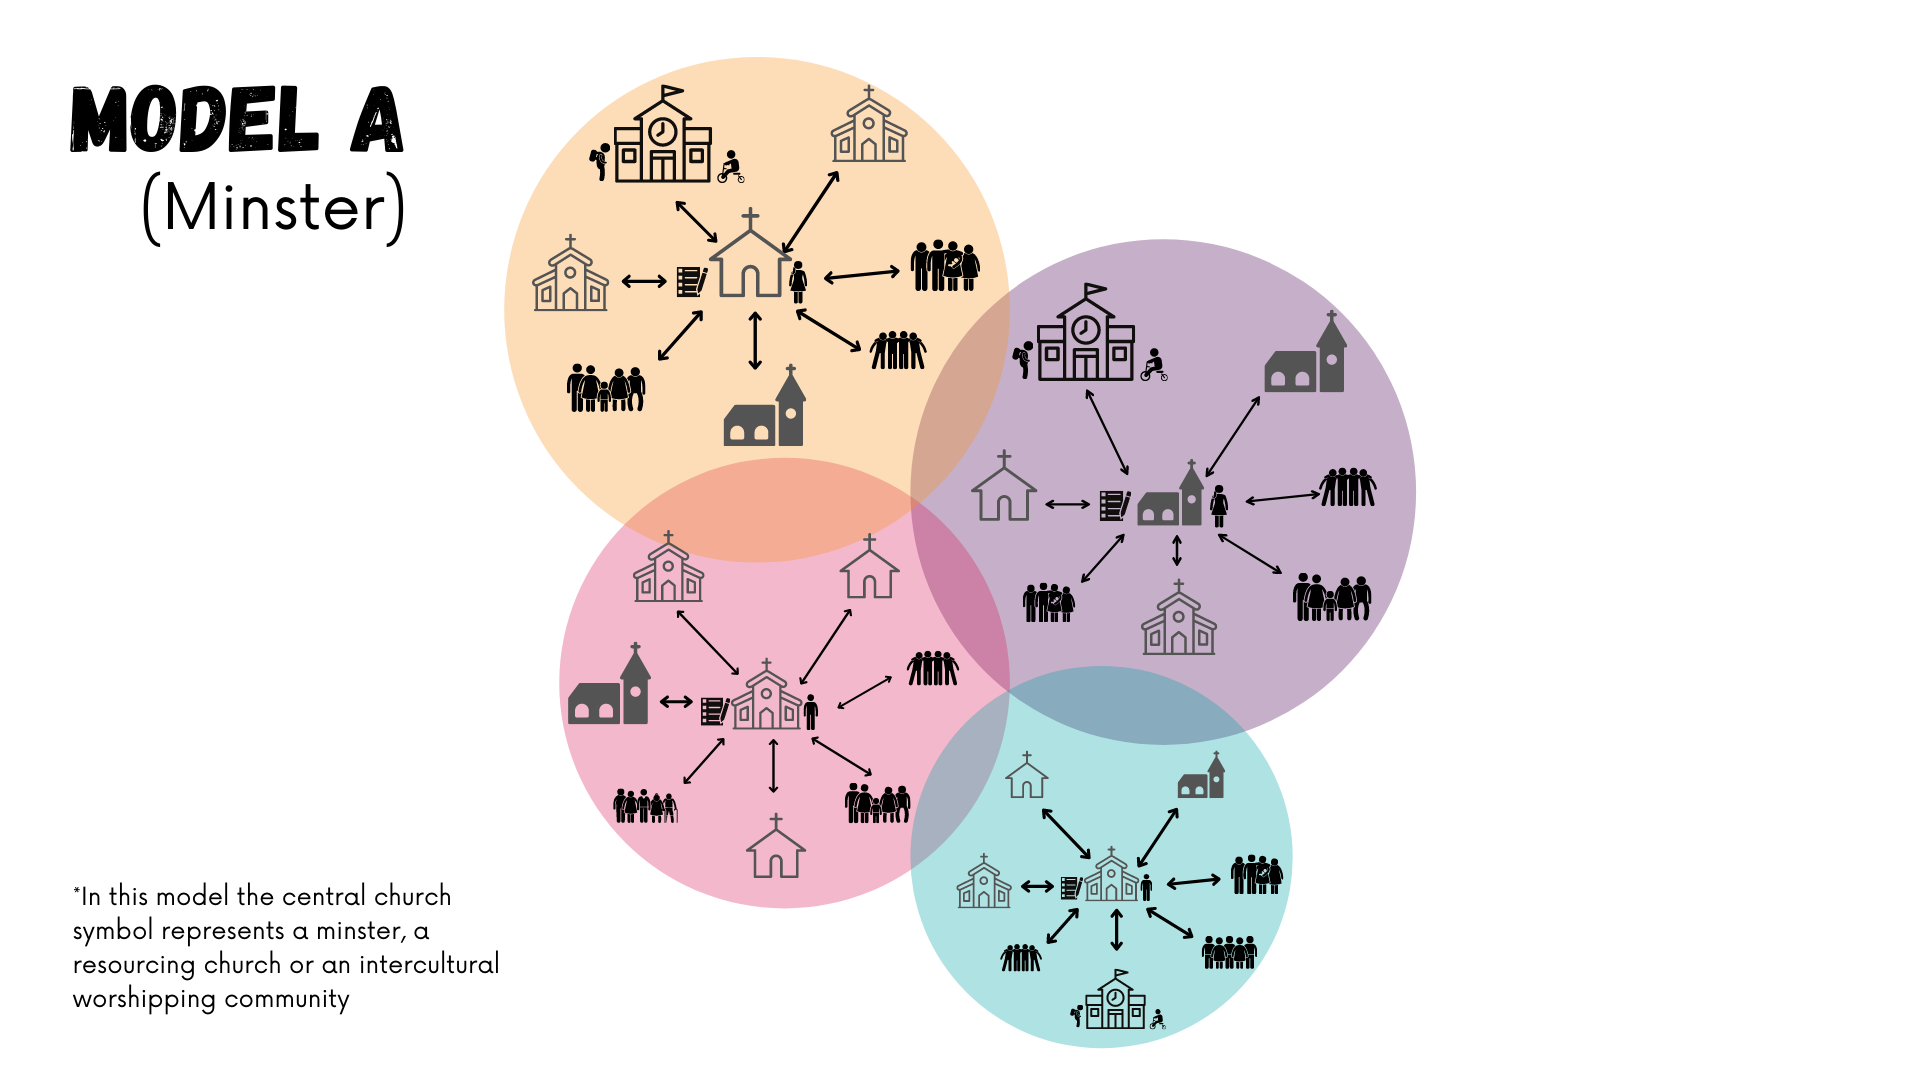 MODEL A
(Minster)
*In this model the central church
symbol represents a minster, a
resourcing church or an intercultural
worshipping community